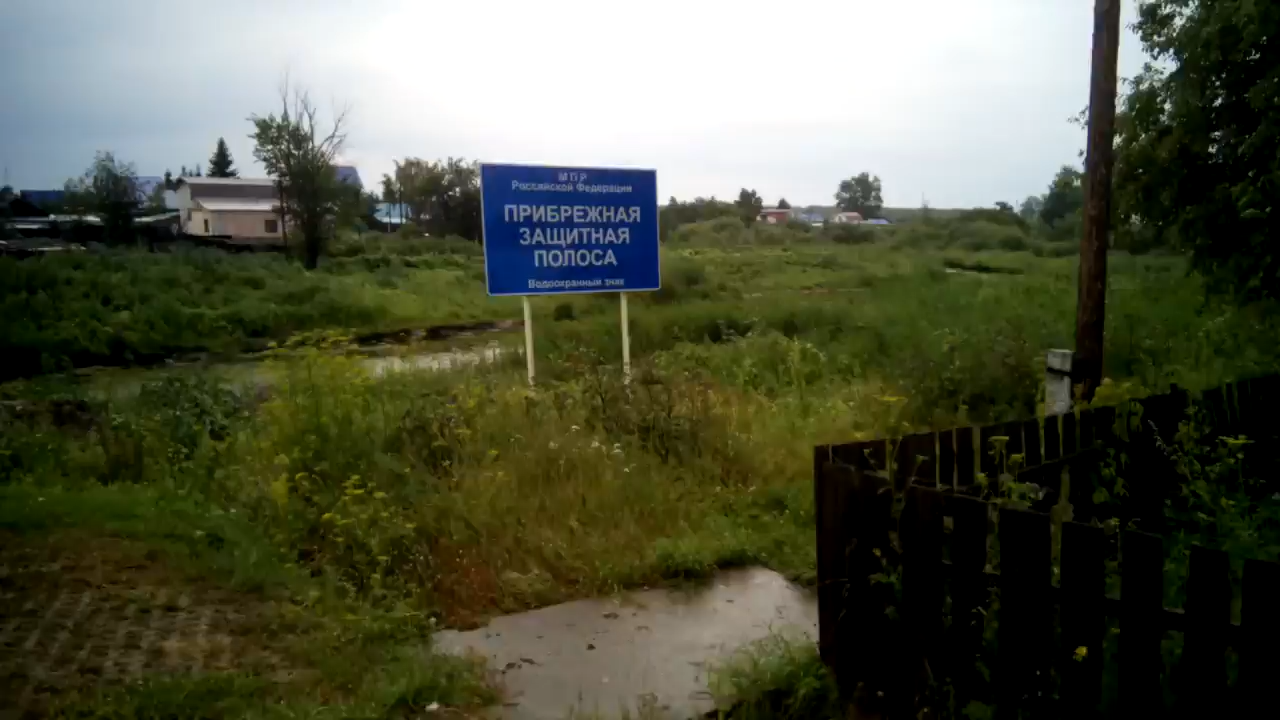 МПР
Российской Федерации
ПРИБРЕЖНАЯ
ЗАЩИТНАЯ
ПОЛОСА
Водоохранный знак